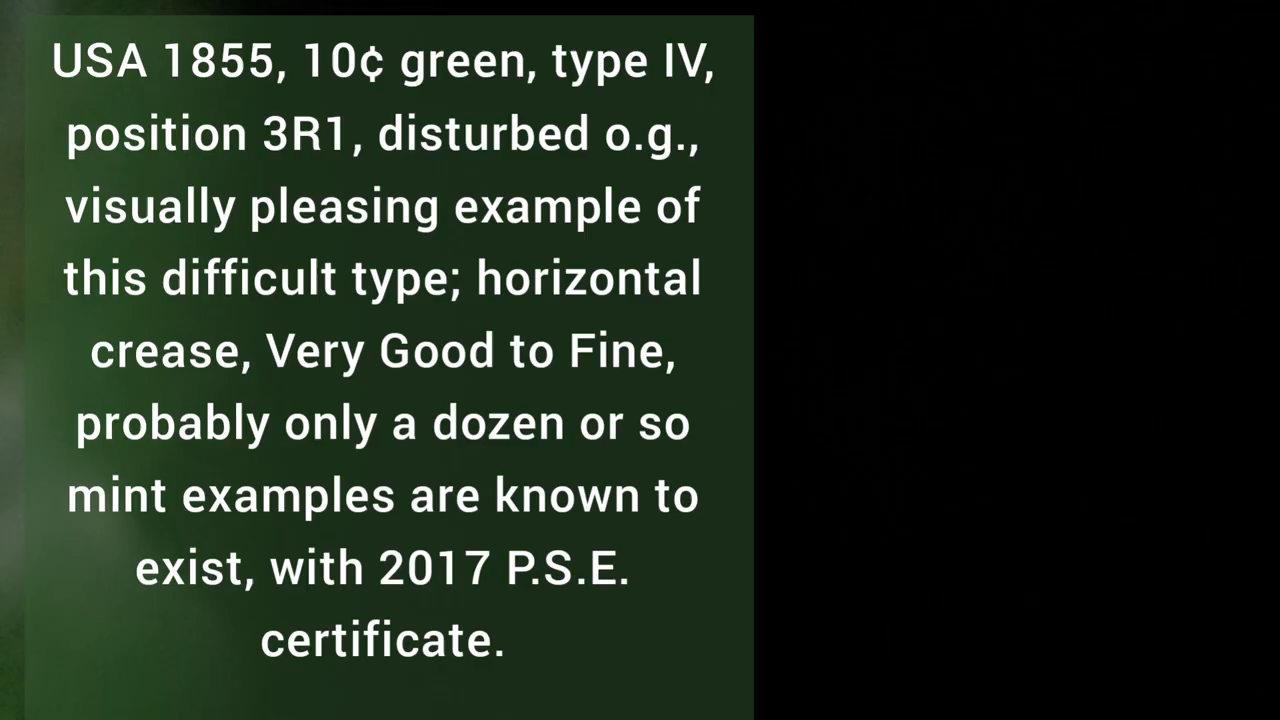 USA 1855, 10¢ green, type IV,
position 3R1, disturbed o.g.,
visually pleasing example of
this difficult type; horizontal
crease, Very Good to Fine,
probably only a dozen or so
mint examples are known to
exist, with 2017 P.S.E.
certificate.